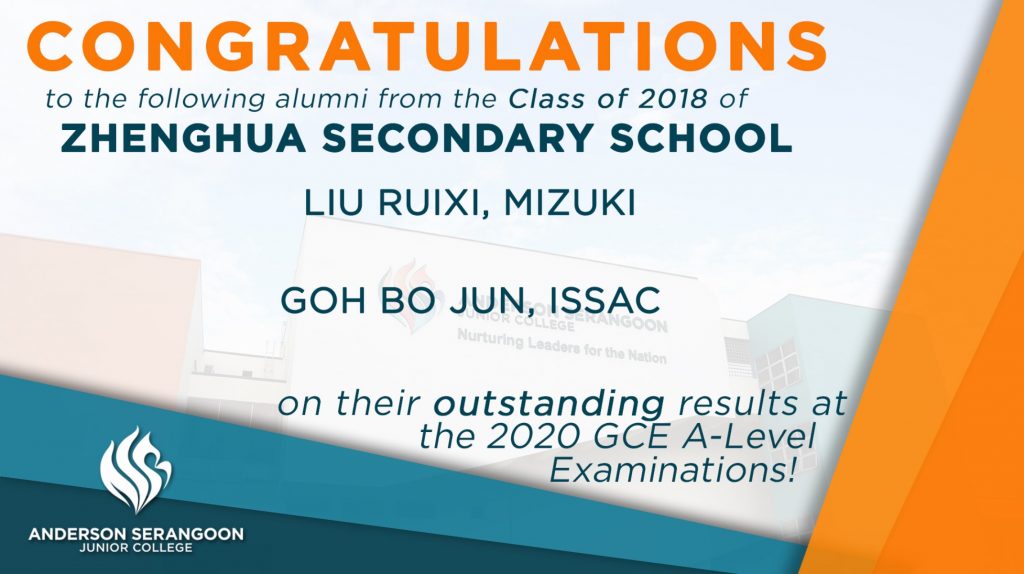 CONGRATULATIONS
to the following alumni from the Class of 2018 of
ZHENGHUA SECONDARY SCHOOL
LIU RUIXI, MIZUKI
GOH BO JUN, ISSAC
ANDERSON SERANGOON
JUNIOR COLLEGE
Nurturing Leaders for the Nation
on their outstanding results at
the 2020 GCE A-Level
Examinations!
ANDERSON SERANGOON
JUNIOR COLLEGE